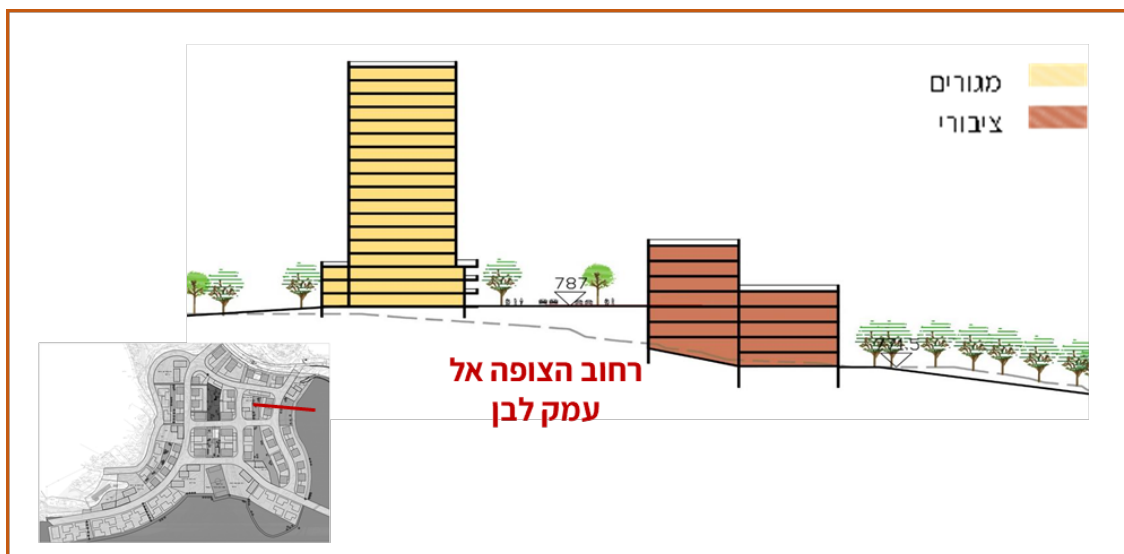 מגורים
ציבורי
787
רחוב הצופה אל
עמק לבן